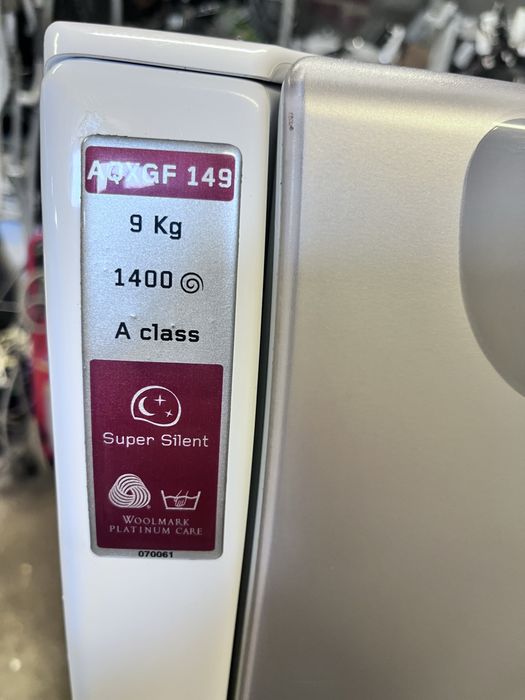 AQXGF 149
9 Kg
1400
A class
Super Silent
WOOLMARK
PLATINUM CARE
070061